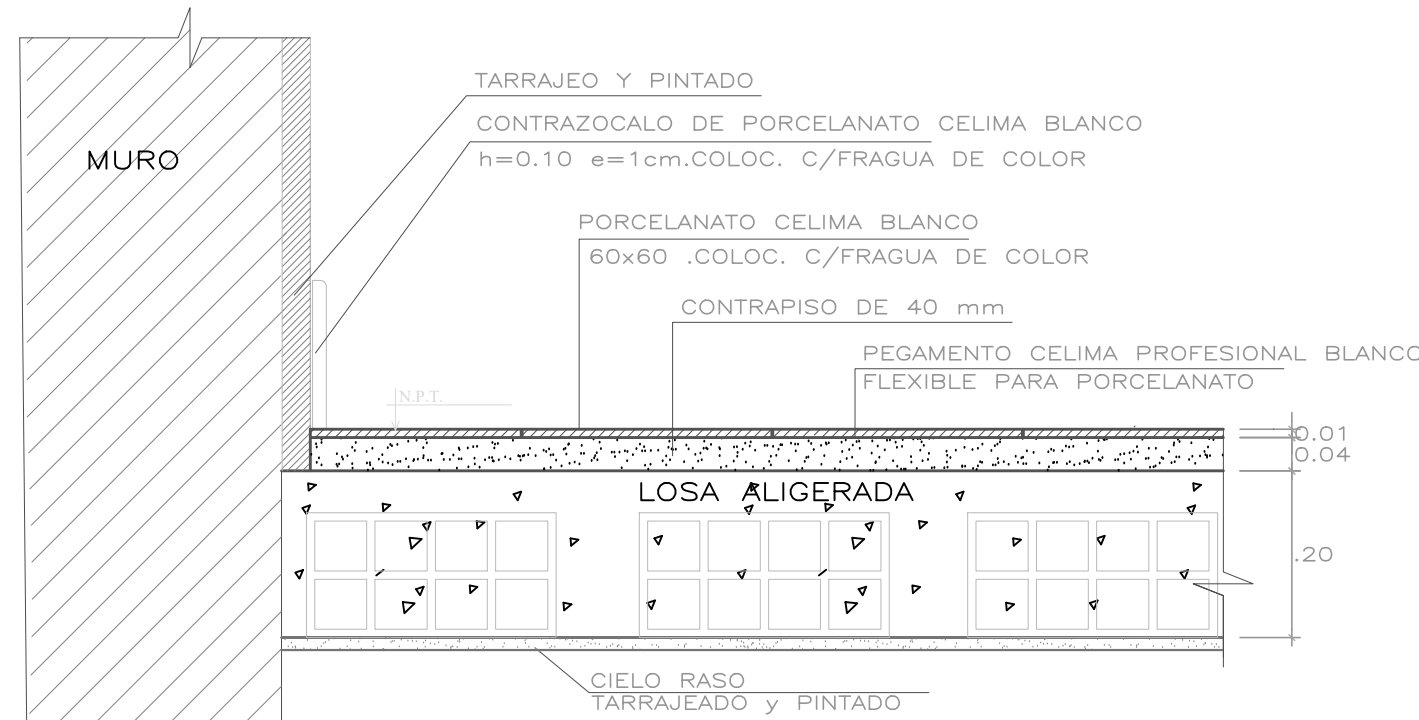 TARRAJEO Y PINTADO
CONTRAZOCALO DE PORCELANATO CELIMA BLANCO
h=0.10 e=1cm.COLOC. C/FRAGUA DE COLOR
MURO
PORCELANATO CELIMA BLANCO
60x60 .COLOC. C/FRAGUA DE COLOR
CONTRAPISO DE 40 mm
PEGAMENTO CELIMA PROFESIONAL BLANCO
FLEXIBLE PARA PORCELANATO
N.P.T.
0.01
0.04
LOSA ALIGERADA
.20
CIELO RASO
TARRAJEADO y PINTADO